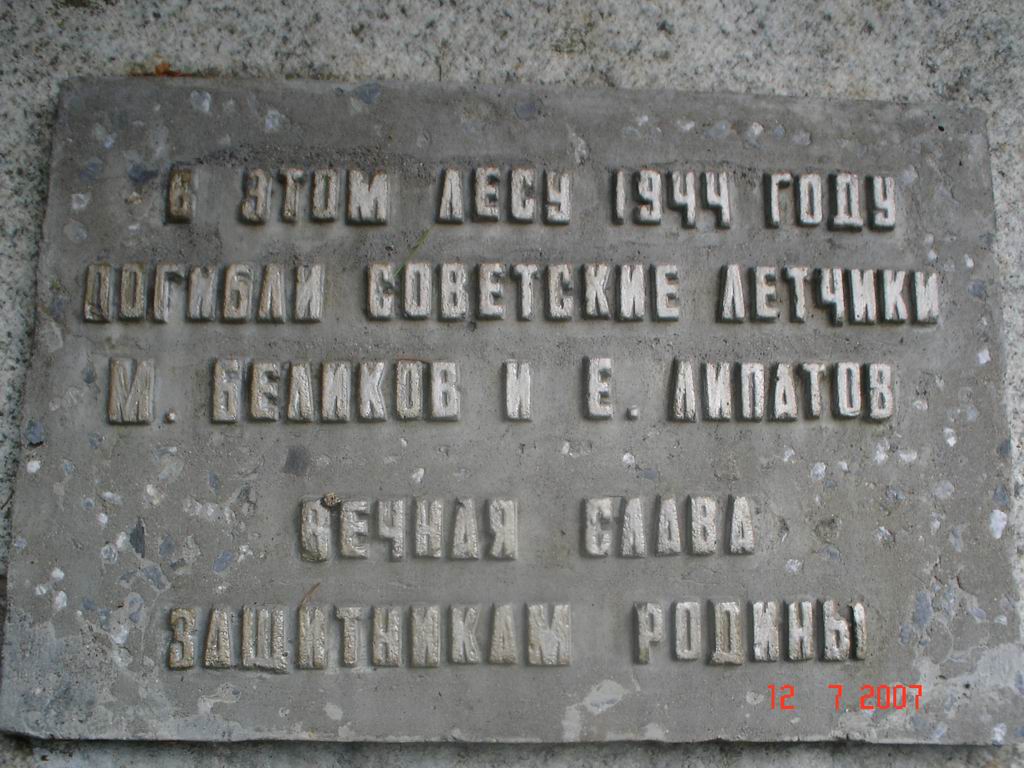 В ЭТОМ ЛЕСУ 1944 ГОДУ
ПОГИБЛИ СОВЕТСКИЕ ЛЕТЧИКИ
М. БЕЛИКОВ И Е. ЛИПАТОВ
ВЕЧНАЯ СЛАВА
ЗАЩИТНИКАМ РОДИНЫ
12 7 2007